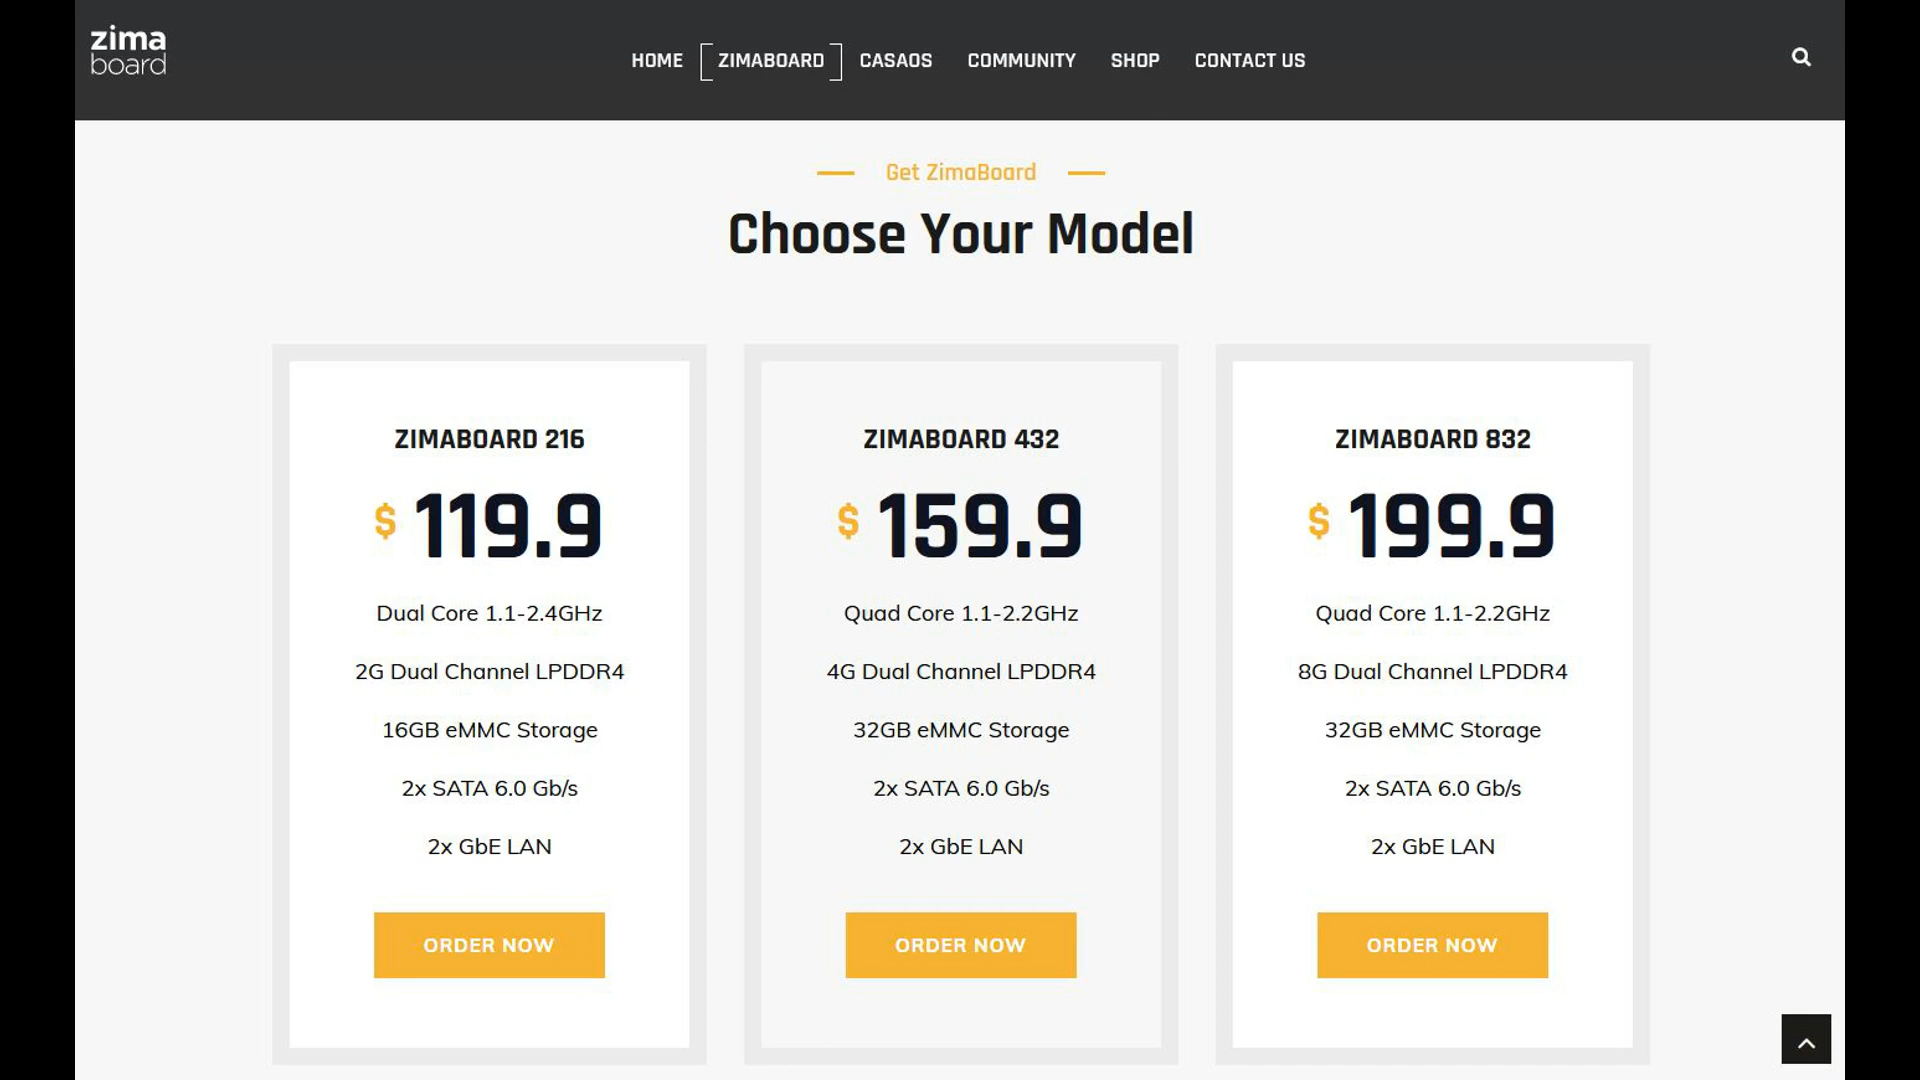 zima
board
HOME ZIMABOARD CASAOS COMMUNITY SHOP CONTACT US
Get ZimaBoard
Choose Your Model
ZIMABOARD 216
$ 119.9
Dual Core 1.1-2.4GHz
2G Dual Channel LPDDR4
16GB eMMC Storage
2x SATA 6.0 Gb/s
2x GbE LAN
ORDER NOW
ZIMABOARD 432
$ 159.9
Quad Core 1.1-2.2GHz
4G Dual Channel LPDDR4
32GB eMMC Storage
2x SATA 6.0 Gb/s
2x GbE LAN
ORDER NOW
ZIMABOARD 832
$ 199.9
Quad Core 1.1-2.2GHz
8G Dual Channel LPDDR4
32GB eMMC Storage
2x SATA 6.0 Gb/s
2x GbE LAN
ORDER NOW